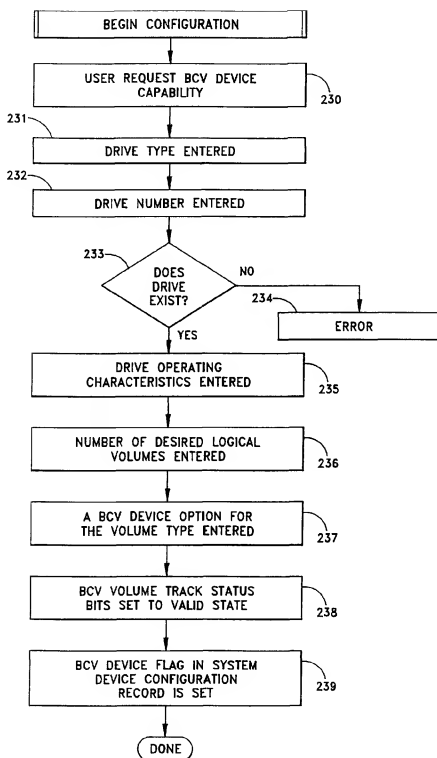 BEGIN CONFIGURATION
USER REQUEST BCV DEVICE
CAPABILITY
230
231
DRIVE TYPE ENTERED
232
DRIVE NUMBER ENTERED
233
DOES
DRIVE
EXIST?
NO
234
ERROR
YES
DRIVE OPERATING
CHARACTERISTICS ENTERED
235
NUMBER OF DESIRED LOGICAL
VOLUMES ENTERED
236
A BCV DEVICE OPTION FOR
THE VOLUME TYPE ENTERED
237
BCV VOLUME TRACK STATUS
BITS SET TO VALID STATE
238
BCV DEVICE FLAG IN SYSTEM
DEVICE CONFIGURATION
RECORD IS SET
239
DONE